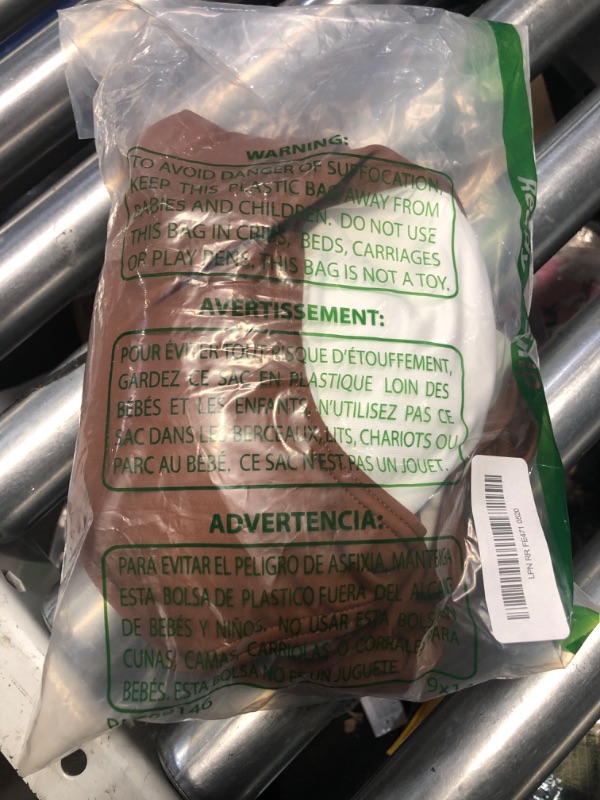 WARNING:
TO AVOID DANGER OF SUFFOCATION,
KEEP THIS PLASTIC BAG AWAY FROM
BABIES AND CHILDREN. DO NOT USE
THIS BAG IN CRIBS, BEDS, CARRIAGES
OR PLAY PENS. THIS BAG IS NOT A TOY.
AVERTISSEMENT:
POUR ÉVITER TOUT RISQUE D'ÉTOUFFEMENT,
GARDEZ CE SAC EN PLASTIQUE LOIN DES
BÉBÉS ET LES ENFANTS. N'UTILISEZ PAS CE
SAC DANS LES BERCEAUX, LITS, CHARIOTS OU
PARC AU BÉBÉ. CE SAC N'EST PAS UN JOUET.
ADVERTENCIA:
PARA EVITAR EL PELIGRO DE ASFIXIA, MANTENGA
ESTA BOLSA DE PLASTICO FUERA DEL
DE BEBÉS Y NIÑOS. NO USAR ESTA BOLSA EN
CUNAS, CAMAS, CARRIOLAS O CORRALES PARA
BEBÉS. ESTA BOLSA NO ES UN JUGUETE.
LPN RR FE471 0520